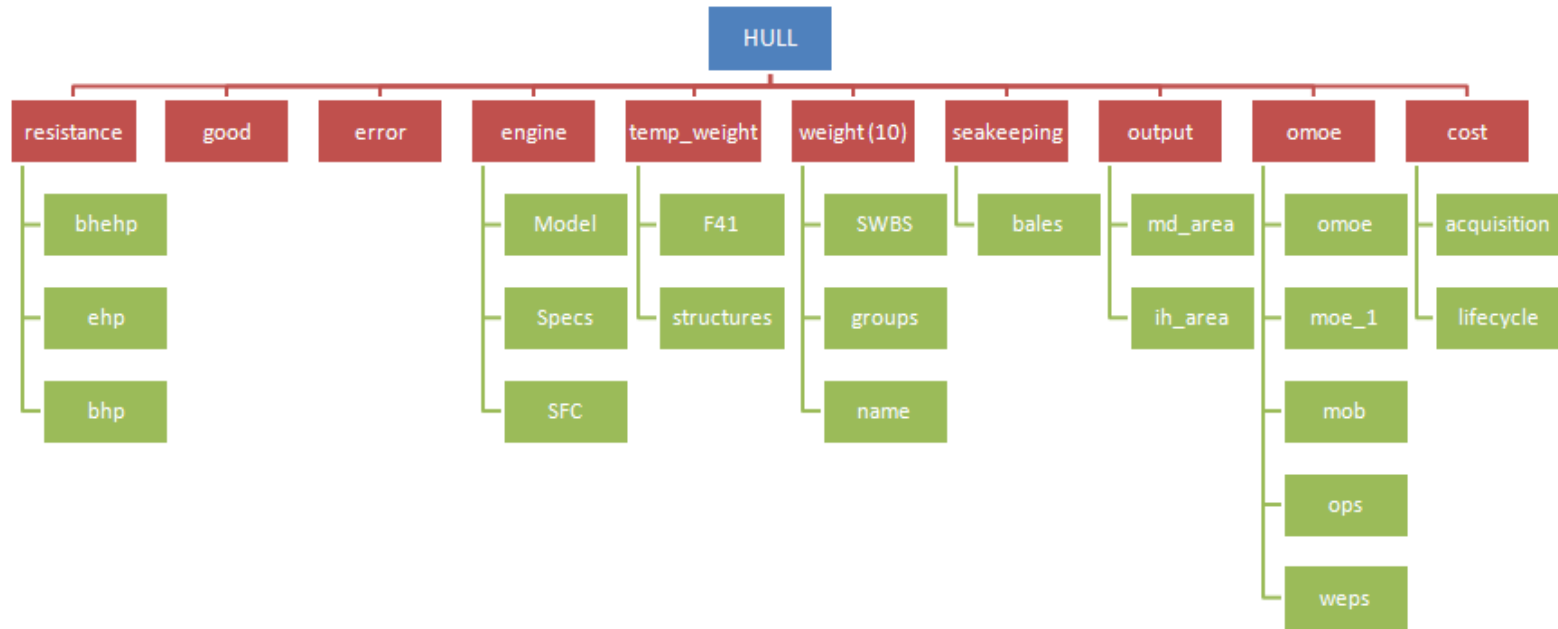 HULL
resistance
good
error
engine
temp_weight
weight (10)
seakeeping
output
omoe
cost
bhehp
Model
F41
SWBS
bales
md_area
omoe
acquisition
ehp
Specs
structures
groups
ih_area
moe_1
lifecycle
bhp
SFC
name
mob
ops
weps